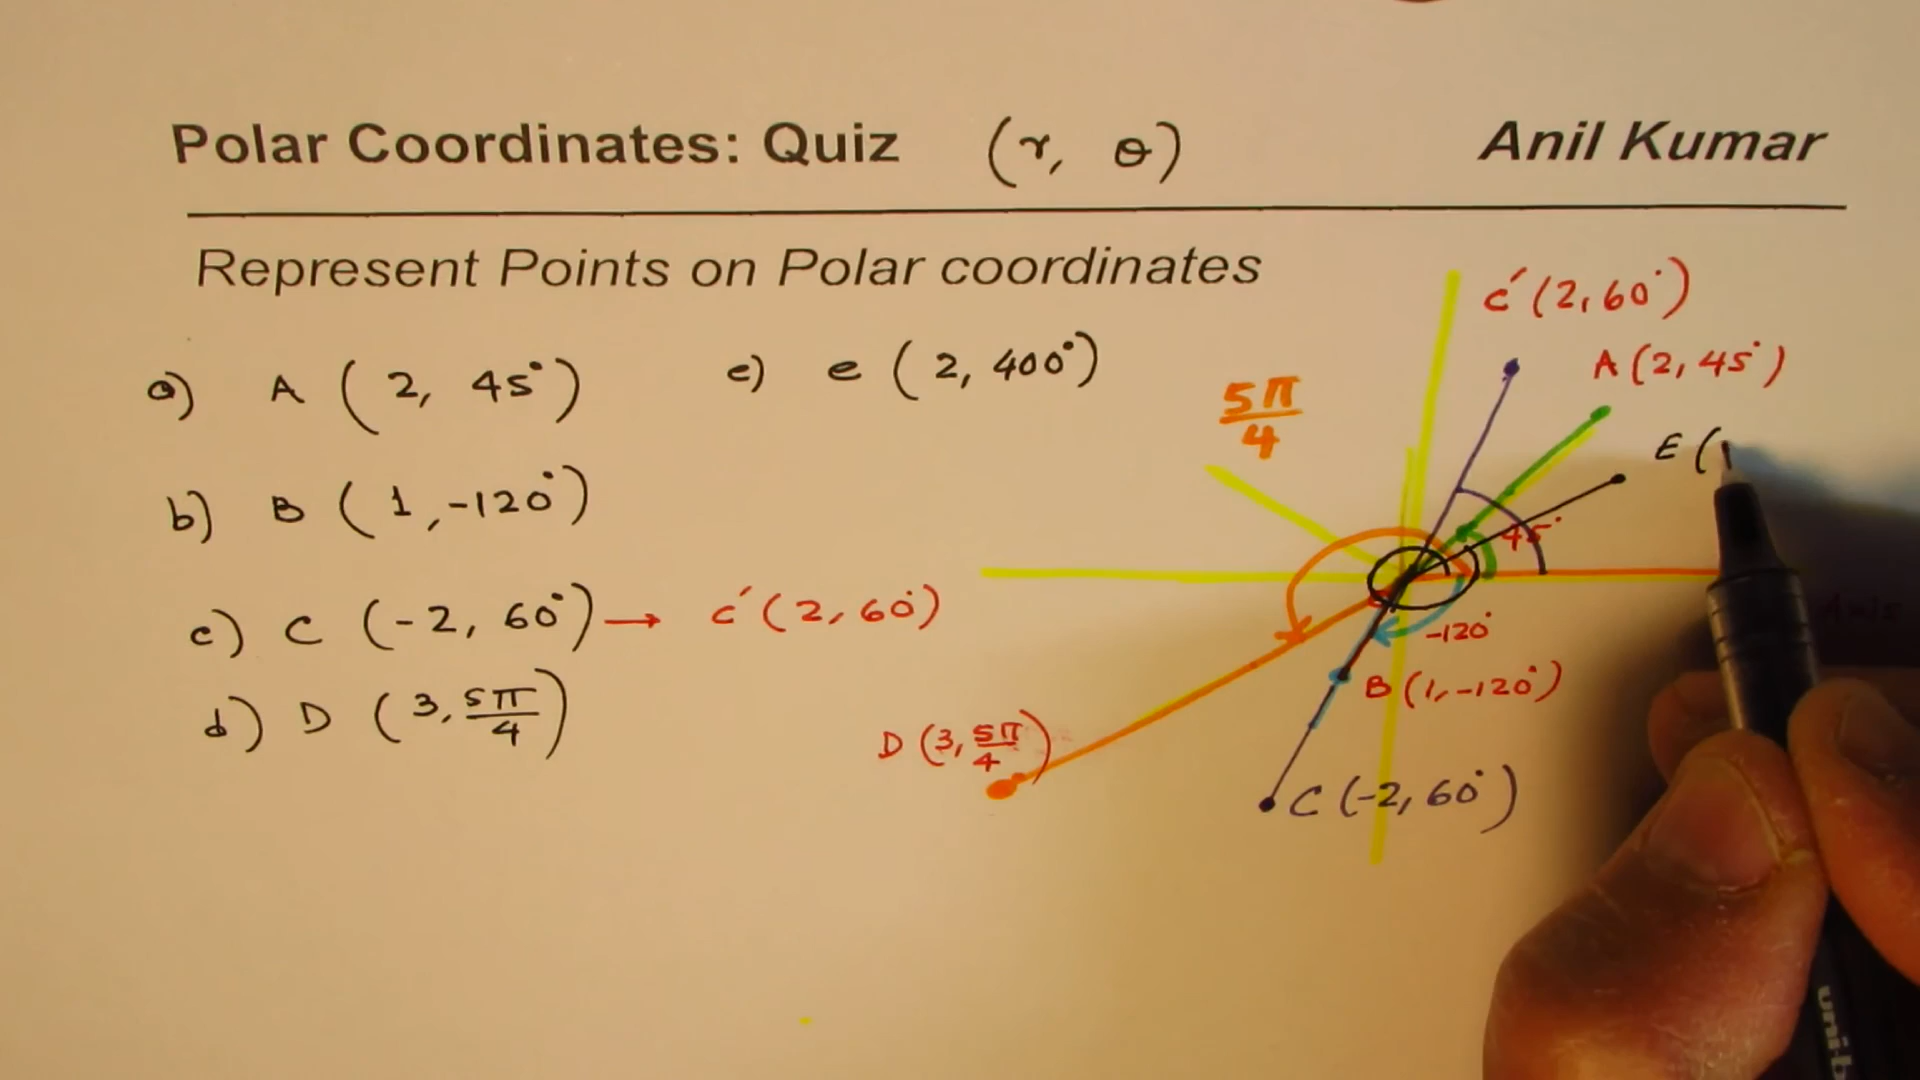 Polar Coordinates: Quiz (r, θ) Anil Kumar
Represent Points on Polar coordinates
a) A (2, 45°)
e) e (2, 400°)
b) B (1, -120°)
c) C (-2, 60°) → C′(2, 60°)
d) D (3, 5π/4)
C′(2, 60°)
A (2, 45°)
5π/4
E (
45°
-120°
B (1, -120°)
D (3, 5π/4)
C (-2, 60°)